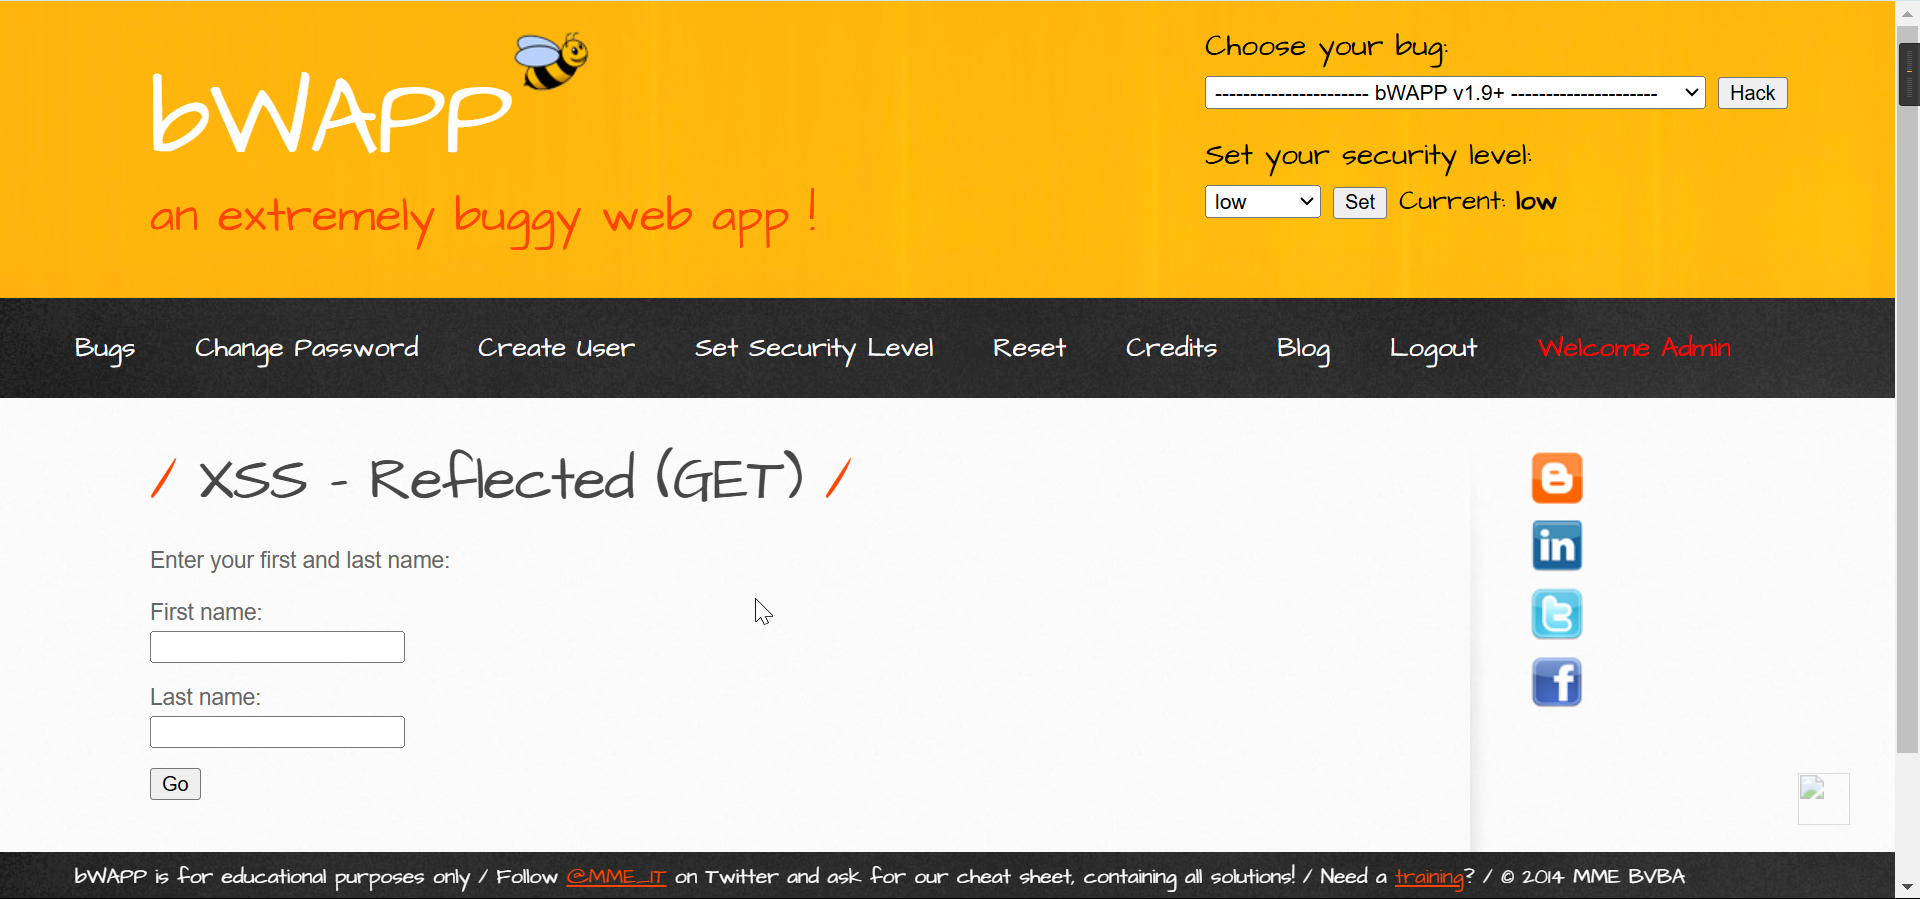 bWAPP
an extremely buggy web app !
Choose your bug:
---------------------- bWAPP v1.9+ ---------------------
Hack
Set your security level:
low
Set
Current: low
Bugs
Change Password
Create User
Set Security Level
Reset
Credits
Blog
Logout
Welcome Admin
/ XSS - Reflected (GET) /
Enter your first and last name:
First name:
Last name:
Go
in
bWAPP is for educational purposes only / Follow @MME_IT on Twitter and ask for our cheat sheet, containing all solutions! / Need a training? / © 2014 MME BVBA